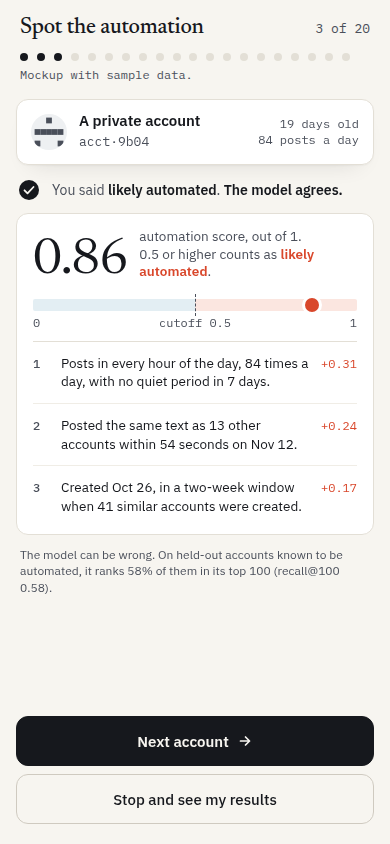 Spot the automation
3 of 20
Mockup with sample data.
A private account
acct·9b04
19 days old
84 posts a day
You said likely automated. The model agrees.
0.86
automation score, out of 1.
0.5 or higher counts as likely
automated.
0
cutoff 0.5
1
1
Posts in every hour of the day, 84 times a
day, with no quiet period in 7 days.
+0.31
2
Posted the same text as 13 other
accounts within 54 seconds on Nov 12.
+0.24
3
Created Oct 26, in a two-week window
when 41 similar accounts were created.
+0.17
The model can be wrong. On held-out accounts known to be
automated, it ranks 58% of them in its top 100 (recall@100
0.58).
Next account →
Stop and see my results